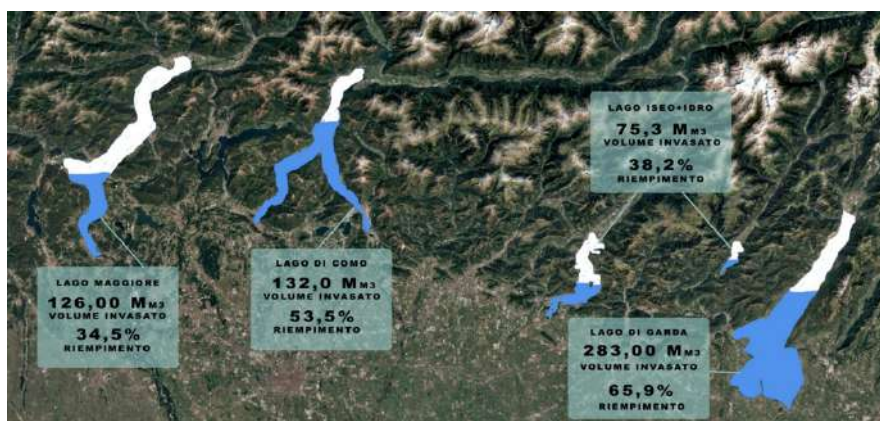 LAGO MAGGIORE
126,00 MM3
VOLUME INVASATO
34,5%
RIEMPIMENTO
LAGO DI COMO
132,0 MM3
VOLUME INVASATO
53,5%
RIEMPIMENTO
LAGO ISEO+IDRO
75,3 MM3
VOLUME INVASATO
38,2%
RIEMPIMENTO
LAGO DI GARDA
283,00 MM3
VOLUME INVASATO
65,9%
RIEMPIMENTO